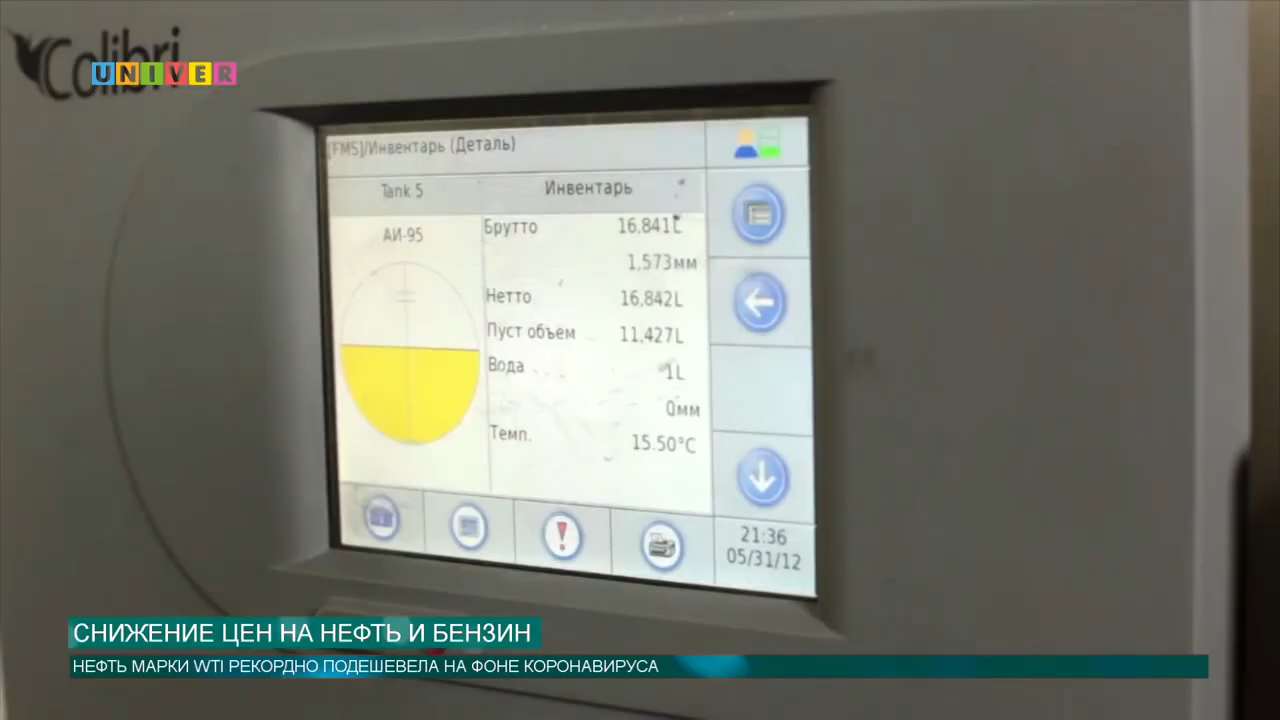 Colibri
UNIVER
[FMS]/Инвентарь (Деталь)
Tank 5
Инвентарь
АИ-95
Брутто 16,841L
1,573мм
Нетто 16,842L
Пуст объем 11,427L
Вода 1L
0мм
Темп. 15.50°C
21:36
05/31/12
СНИЖЕНИЕ ЦЕН НА НЕФТЬ И БЕНЗИН
НЕФТЬ МАРКИ WTI РЕКОРДНО ПОДЕШЕВЕЛА НА ФОНЕ КОРОНАВИРУСА